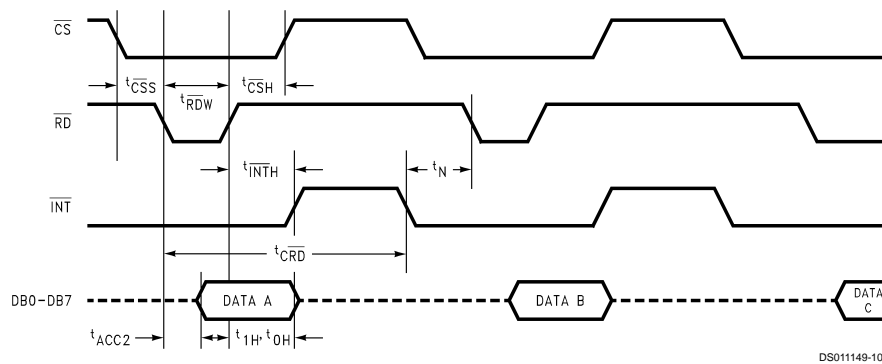 CS
tCSS tRDW tCSH
RD
tINTH tN
INT
tCRD
DB0-DB7 DATA A DATA B DATA C
tACC2 t1H, t0H
DS011149-10